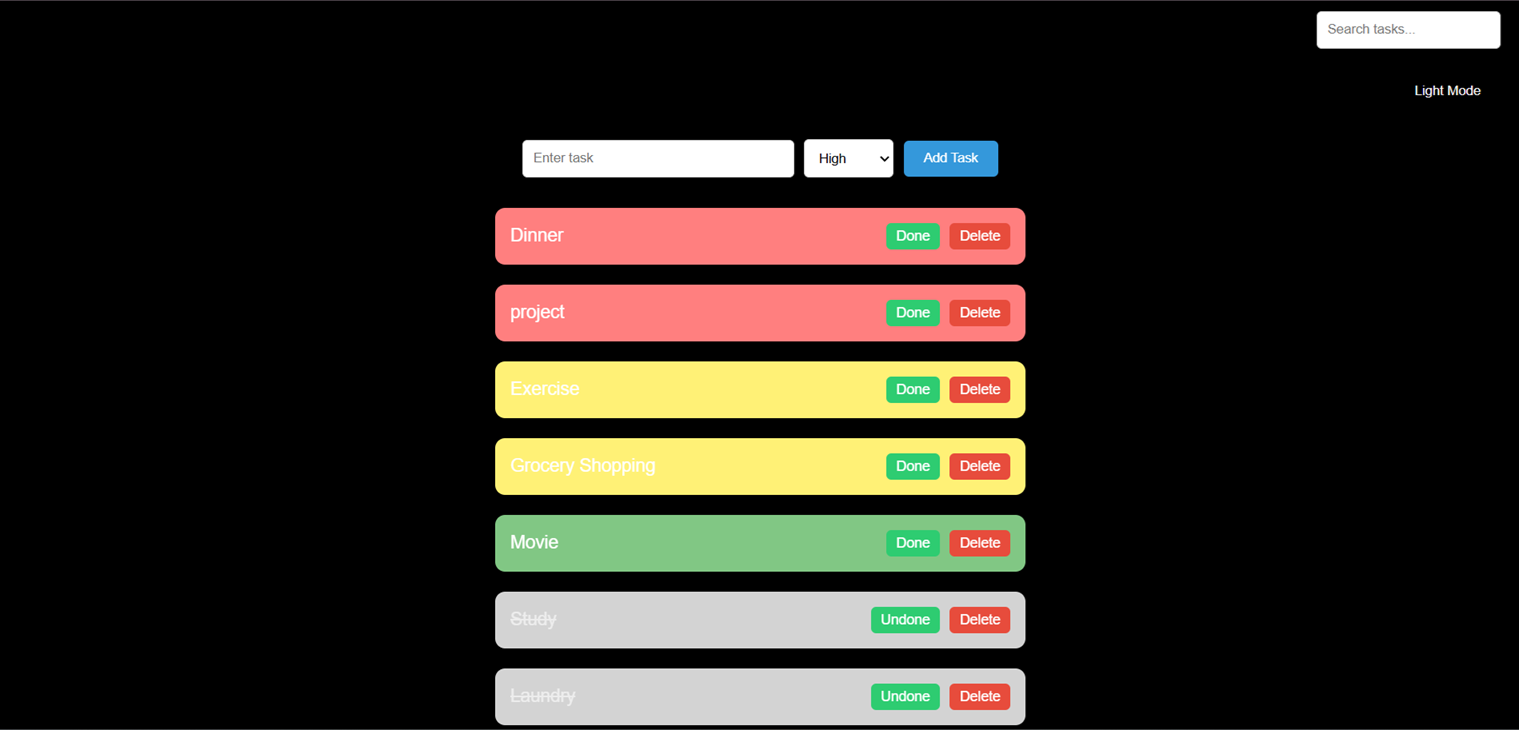 Search tasks...
Light Mode
Enter task High Add Task
Dinner Done Delete
project Done Delete
Exercise Done Delete
Grocery Shopping Done Delete
Movie Done Delete
Study Undone Delete
Laundry Undone Delete